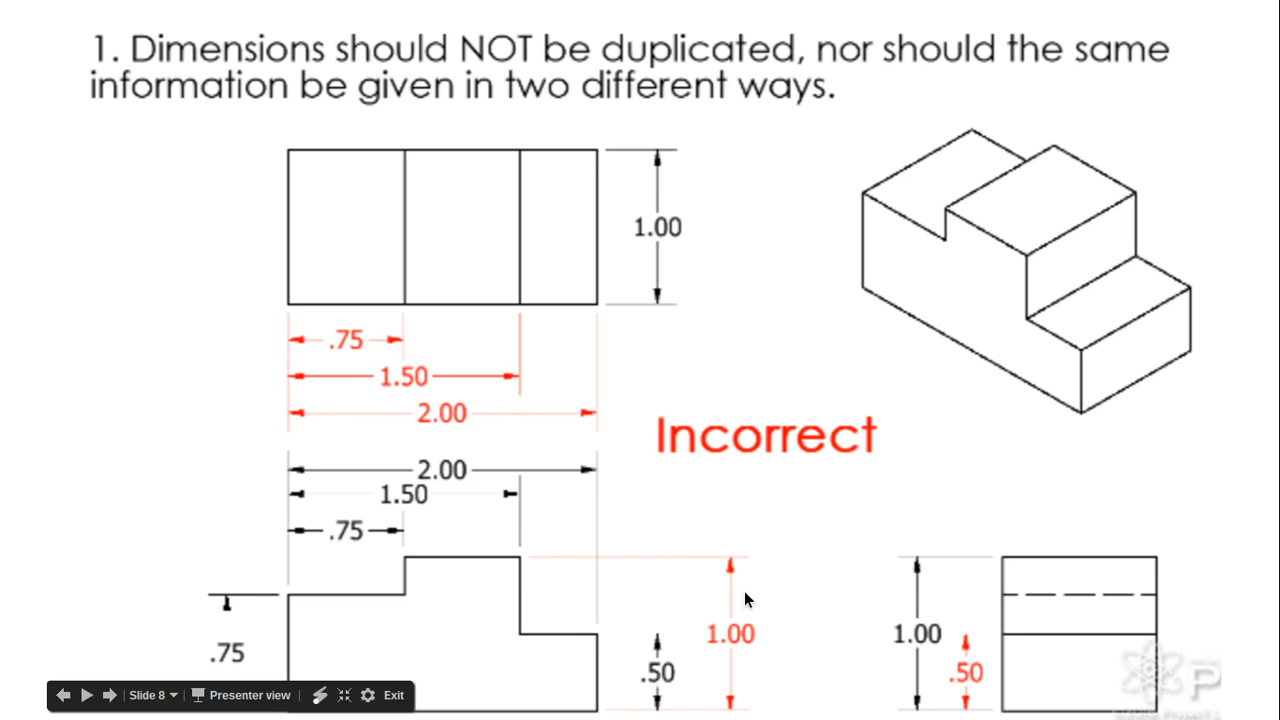 1. Dimensions should NOT be duplicated, nor should the same
information be given in two different ways.
1.00
.75
1.50
2.00
Incorrect
2.00
1.50
.75
1.00
1.00
.75
.50
.50
Slide 8
Presenter view
Exit